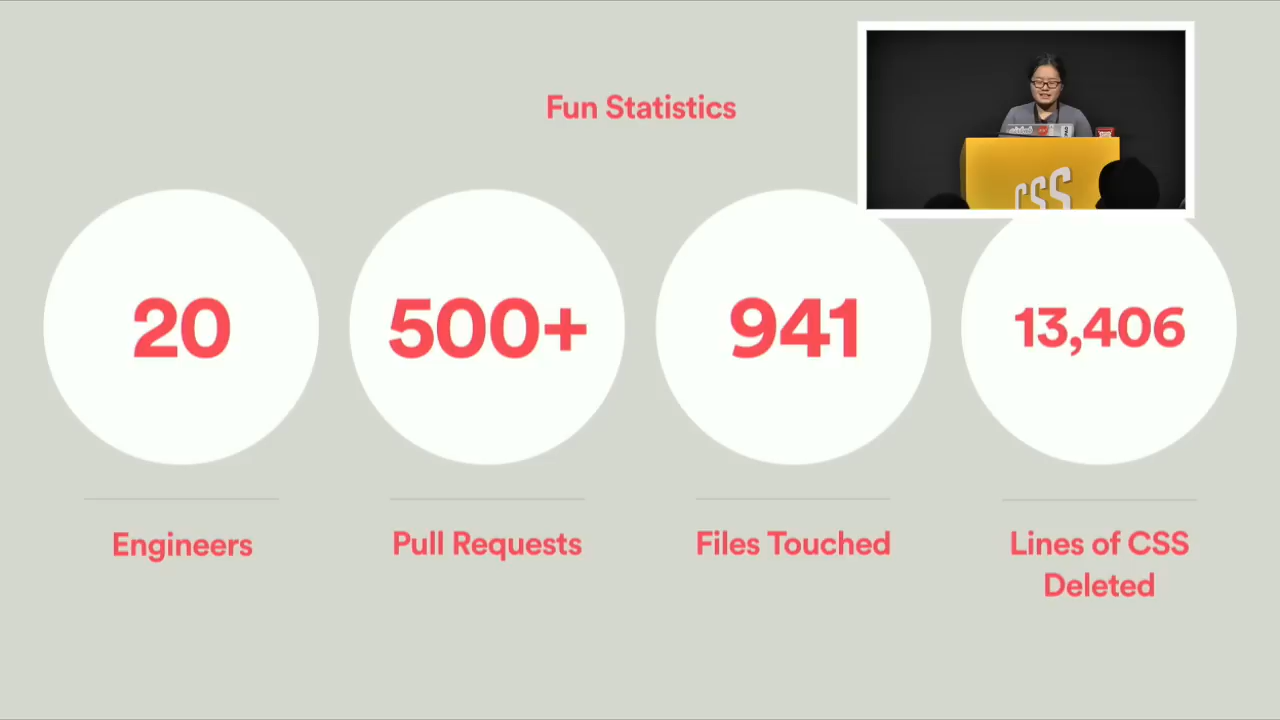 Fun Statistics
CSS
20
500+
941
13,406
Engineers
Pull Requests
Files Touched
Lines of CSS
Deleted